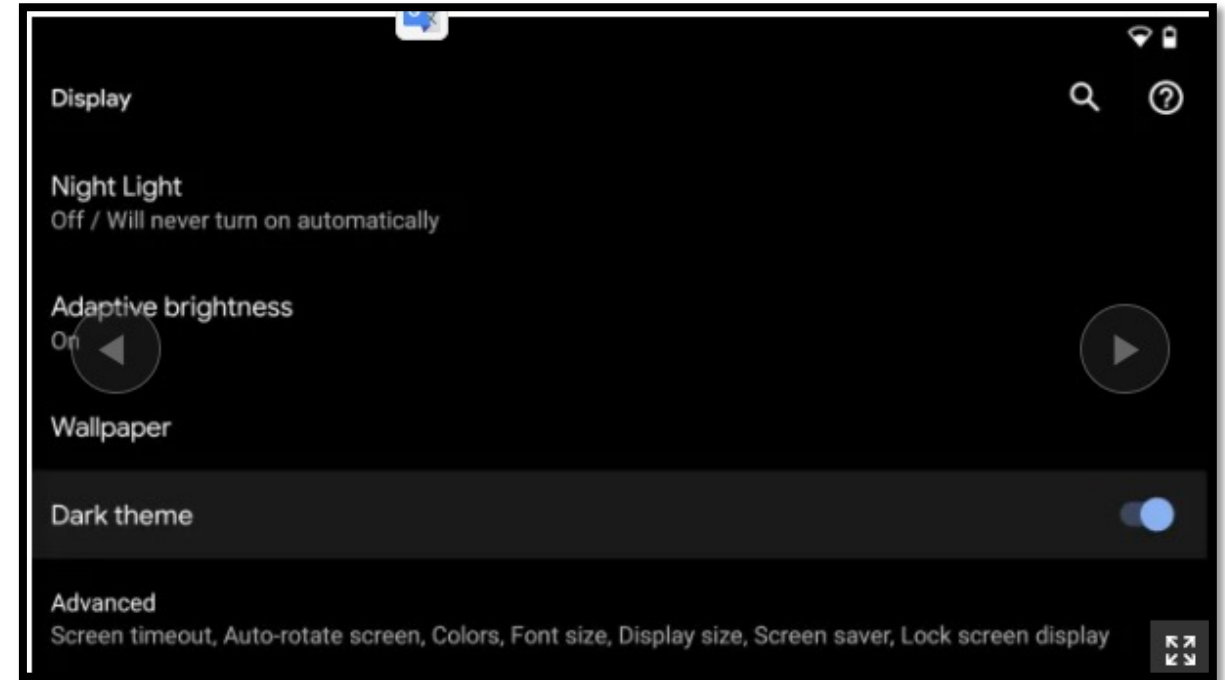 Display
Night Light
Off / Will never turn on automatically
Adaptive brightness
On
Wallpaper
Dark theme
Advanced
Screen timeout, Auto-rotate screen, Colors, Font size, Display size, Screen saver, Lock screen display